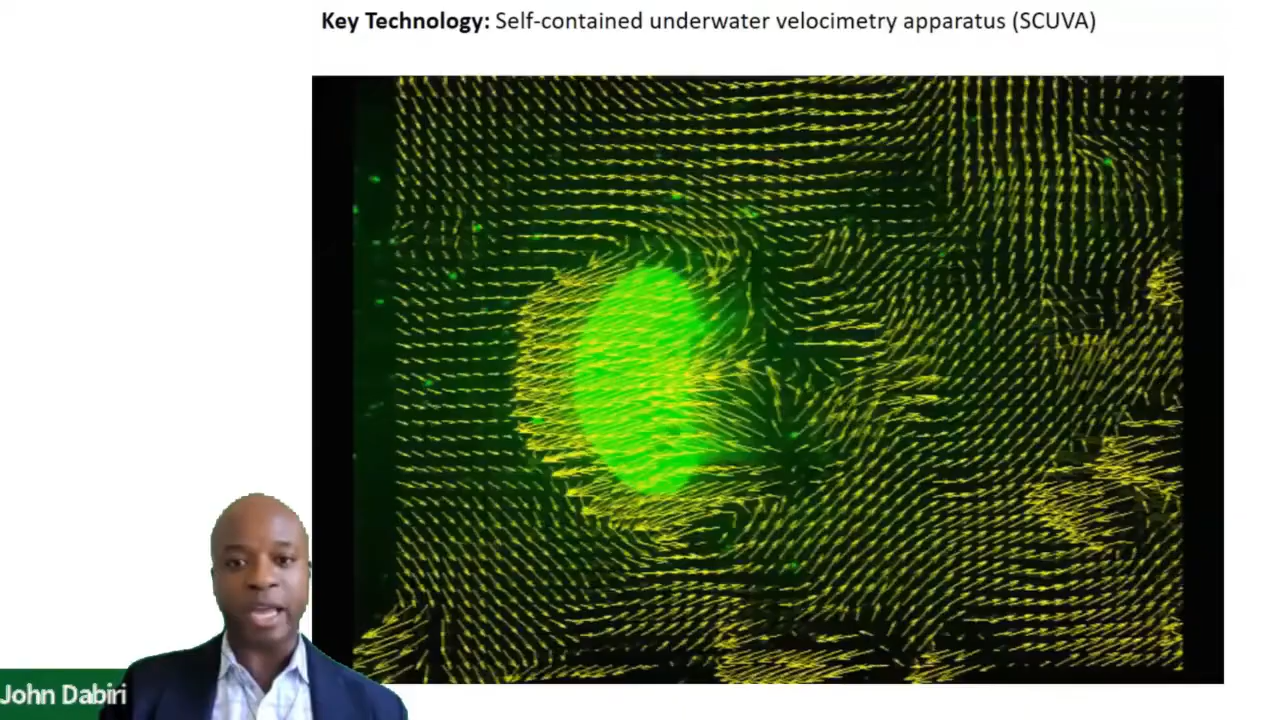 Key Technology: Self-contained underwater velocimetry apparatus (SCUVA)
John Dabiri